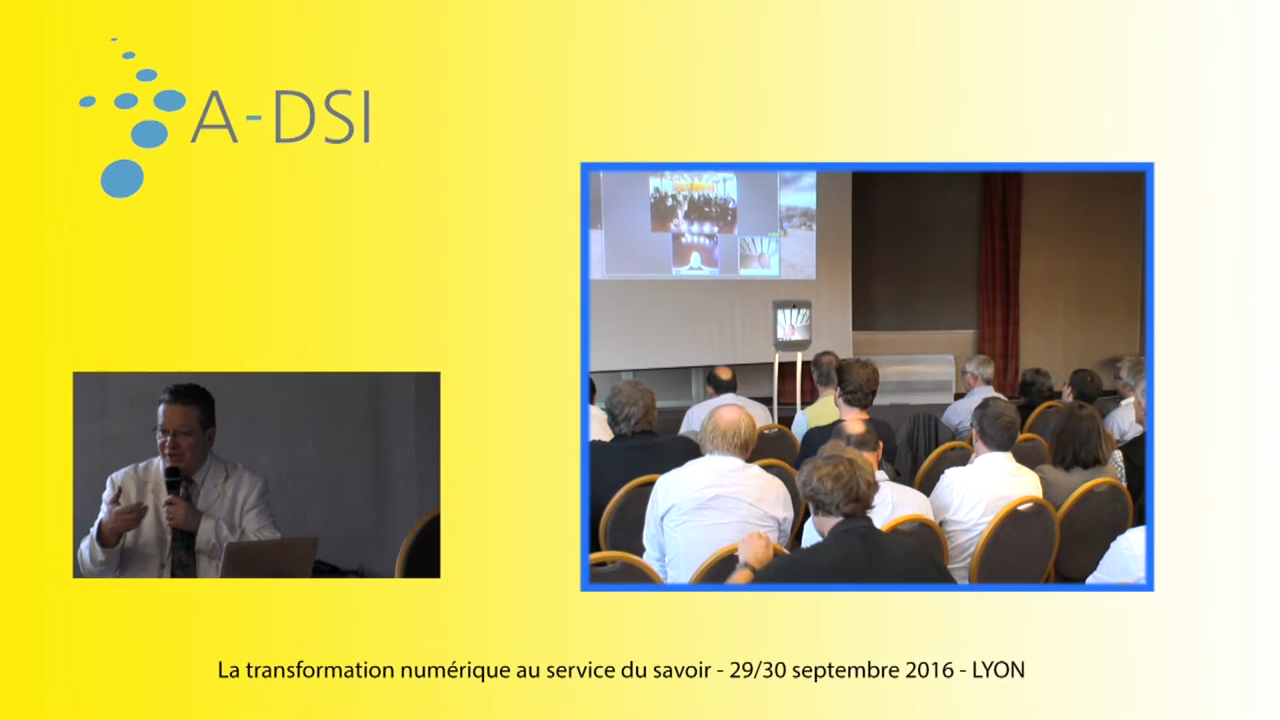 A-DSI
La transformation numérique au service du savoir - 29/30 septembre 2016 - LYON